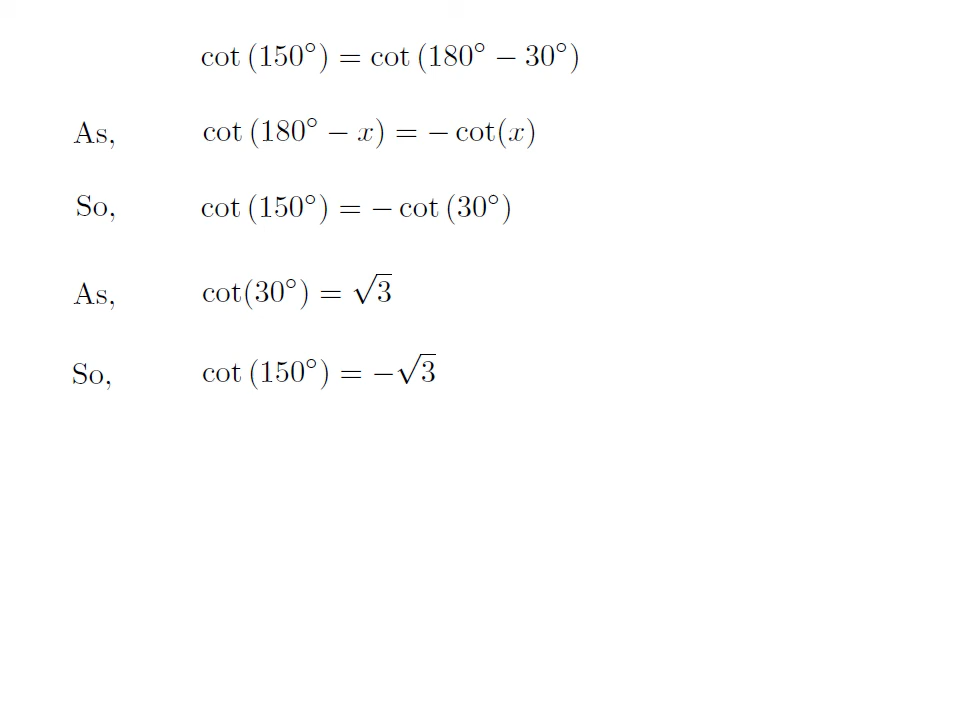 cot (150°) = cot (180° − 30°)
As, cot (180° − x) = − cot(x)
So, cot (150°) = − cot (30°)
As, cot(30°) = √3
So, cot (150°) = −√3